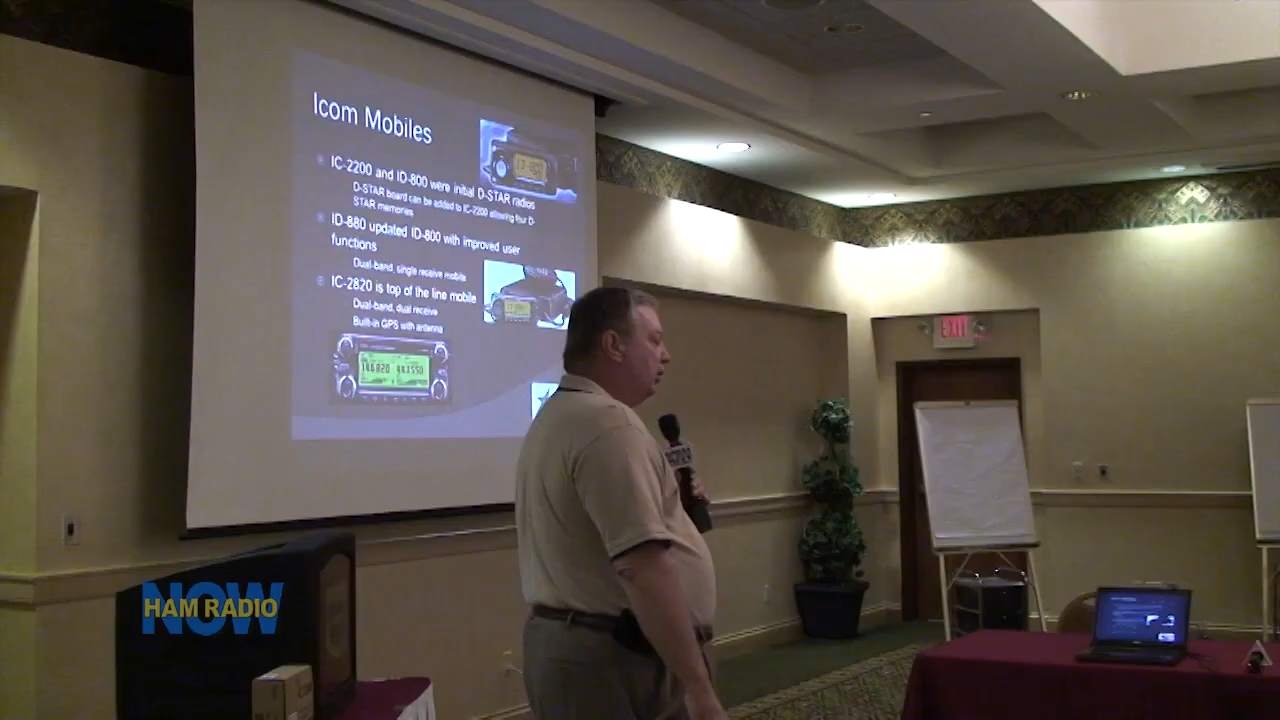 Icom Mobiles
IC-2200 and ID-800 were initial D-STAR radios
D-STAR board can be added to IC-2200 allowing four D-
STAR memories
ID-880 updated ID-800 with improved user
functions
Dual-band, single receive mobile
IC-2820 is top of the line mobile
Dual-band, dual receive
Built-in GPS with antenna
EXIT
NOW
HAM RADIO